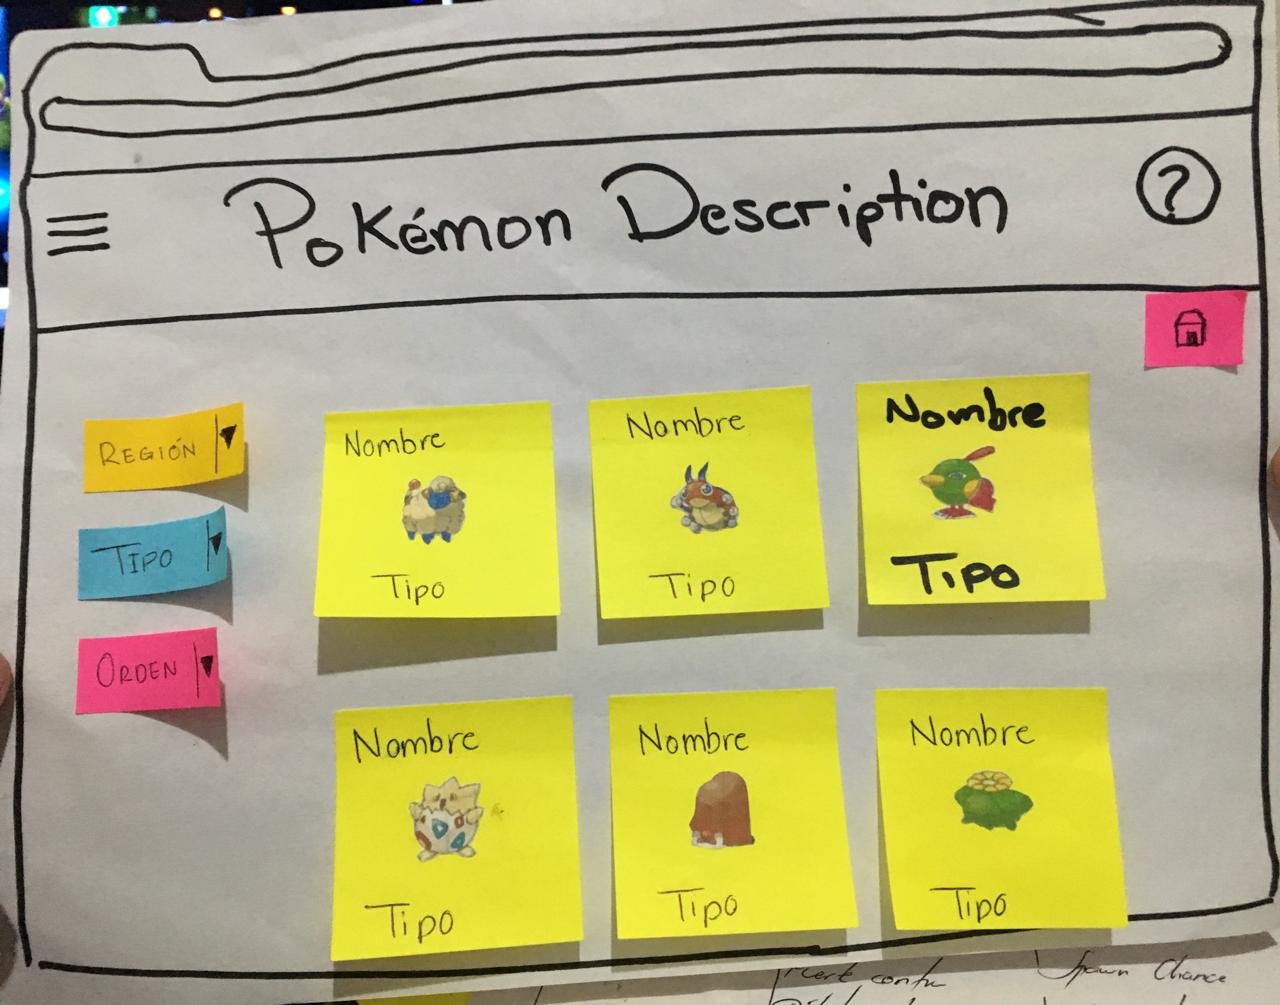 Pokémon Description
?
REGIÓN
TIPO
ORDEN
Nombre
Tipo
Nombre
Tipo
Nombre
Tipo
Nombre
Tipo
Nombre
Tipo
Nombre
Tipo
Spawn Chance